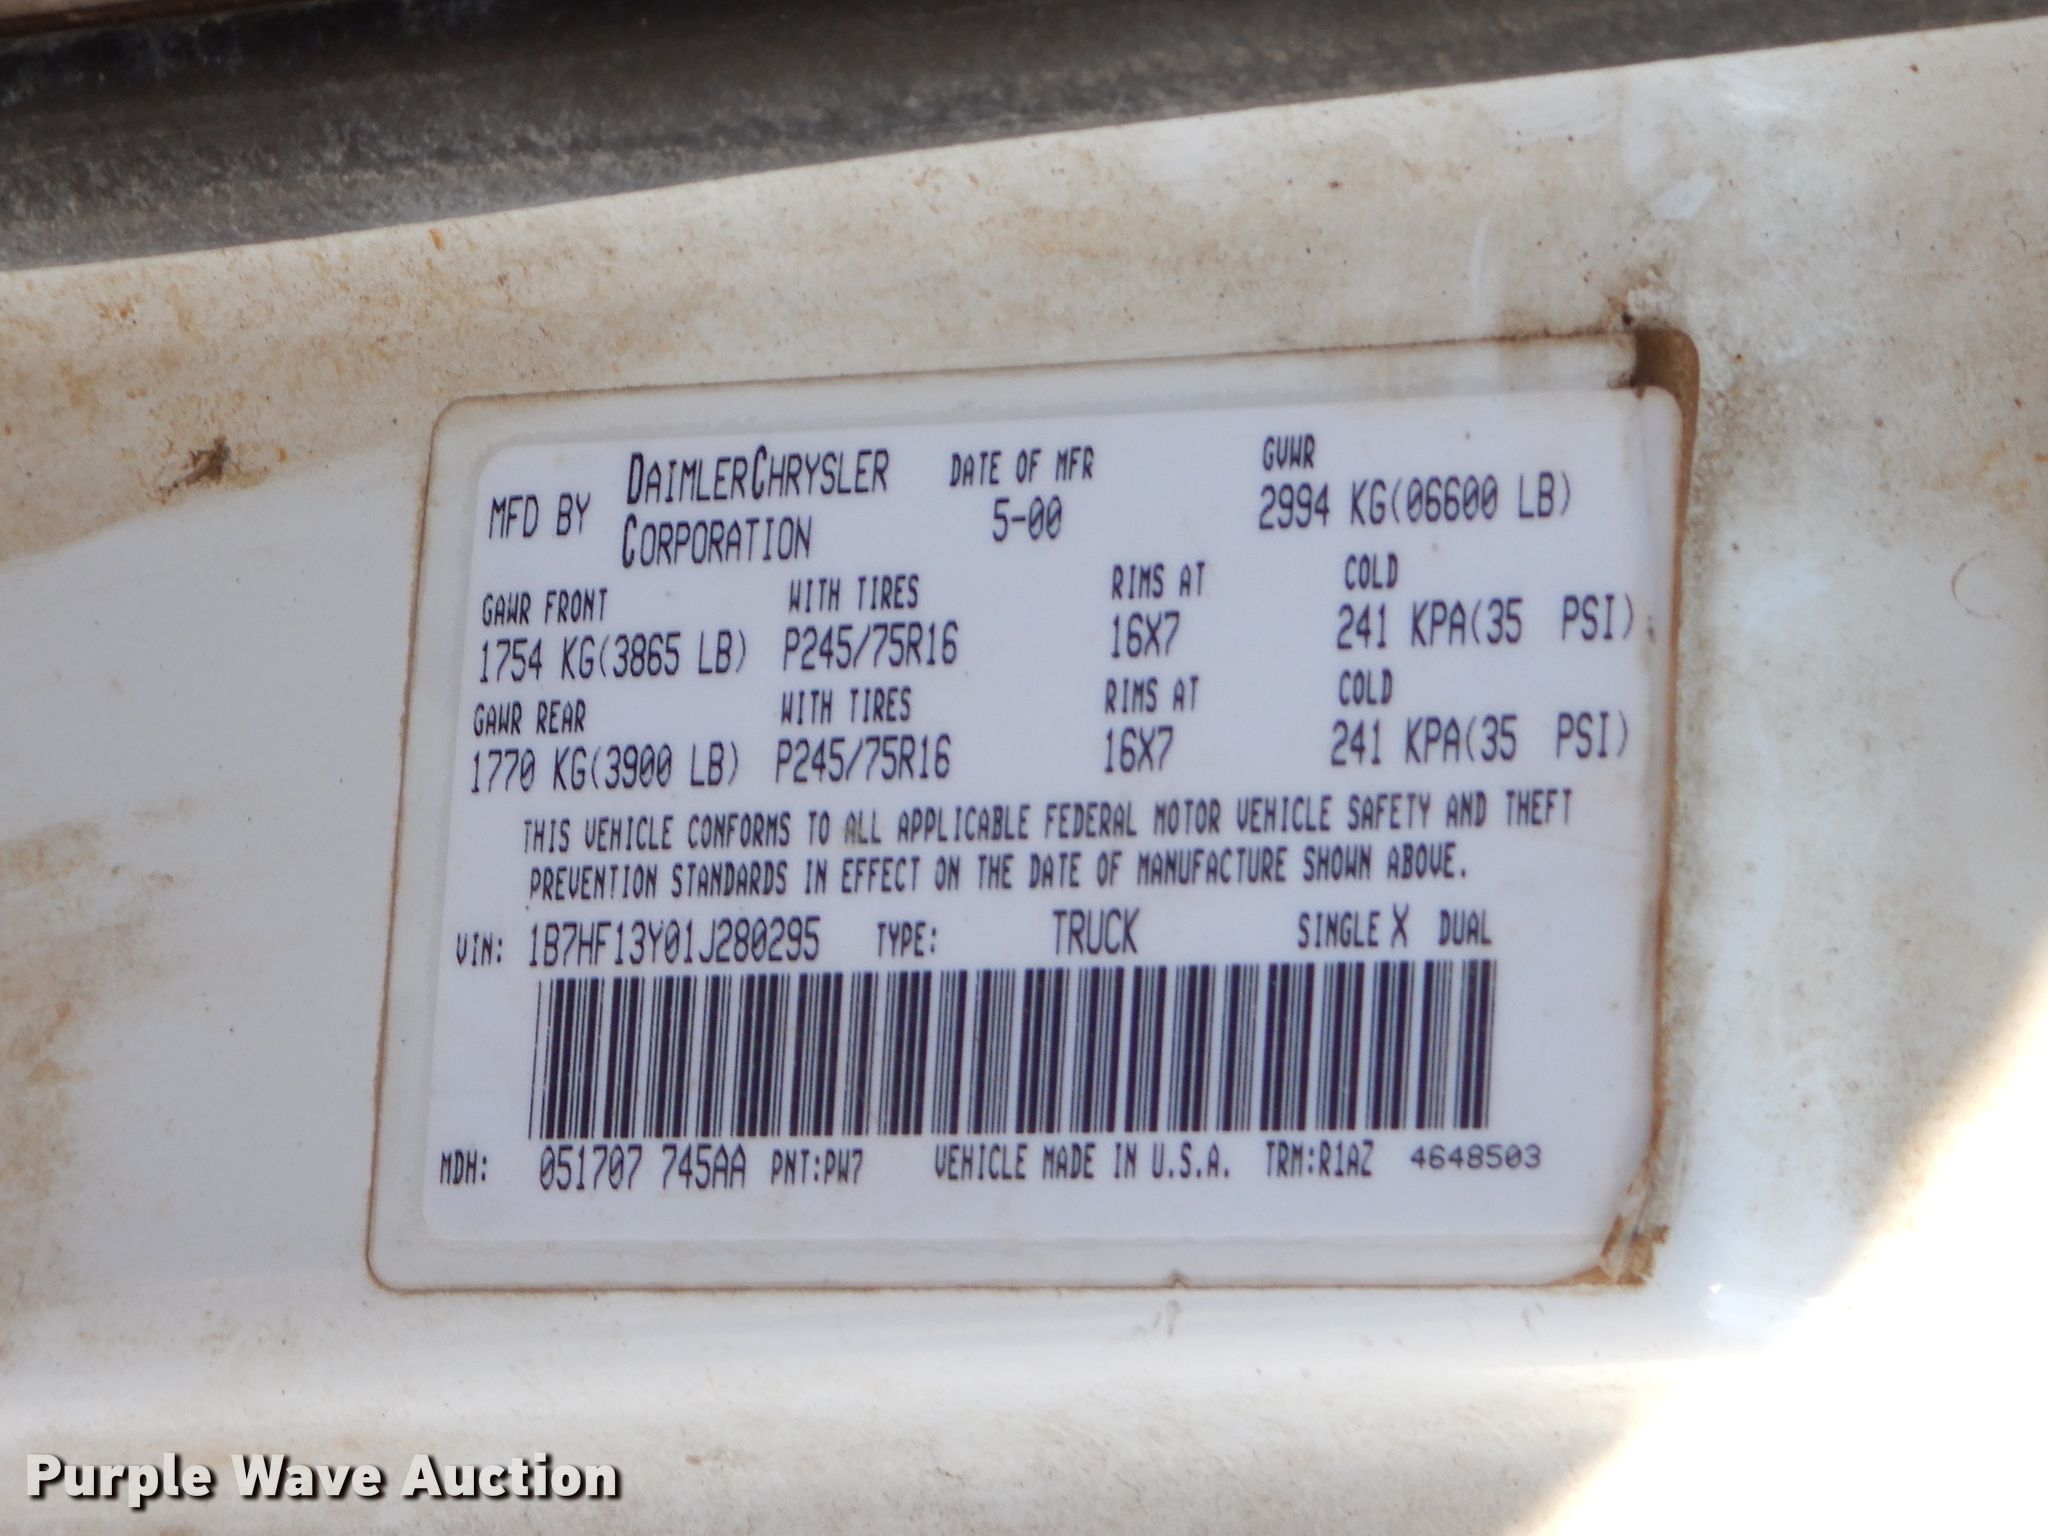 MFD BY DAIMLERCHRYSLER CORPORATION DATE OF MFR 5-00 GVWR 2994 KG(06600 LB)
GAWR FRONT WITH TIRES RIMS AT COLD
1754 KG(3865 LB) P245/75R16 16X7 241 KPA(35 PSI)
GAWR REAR WITH TIRES RIMS AT COLD
1770 KG(3900 LB) P245/75R16 16X7 241 KPA(35 PSI)
THIS VEHICLE CONFORMS TO ALL APPLICABLE FEDERAL MOTOR VEHICLE SAFETY AND THEFT
PREVENTION STANDARDS IN EFFECT ON THE DATE OF MANUFACTURE SHOWN ABOVE.
VIN: 1B7HF13Y01J280295 TYPE: TRUCK SINGLE X DUAL
MDH: 051707 745AA PNT:PW7 VEHICLE MADE IN U.S.A. TRM:R1AZ 4648503
Purple Wave Auction